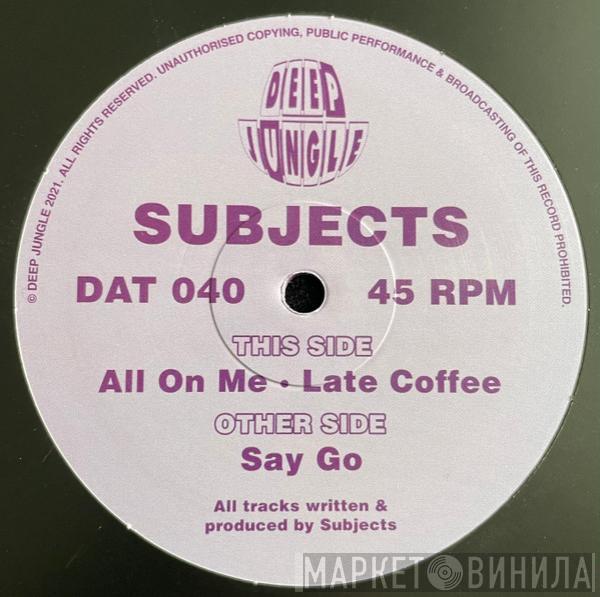 © DEEP JUNGLE 2021. ALL RIGHTS RESERVED. UNAUTHORISED COPYING, PUBLIC PERFORMANCE & BROADCASTING OF THIS RECORD PROHIBITED.
DEEP
JUNGLE
SUBJECTS
DAT 040 45 RPM
THIS SIDE
All On Me • Late Coffee
OTHER SIDE
Say Go
All tracks written &
produced by Subjects
МАРКЕТ ВИНИЛА